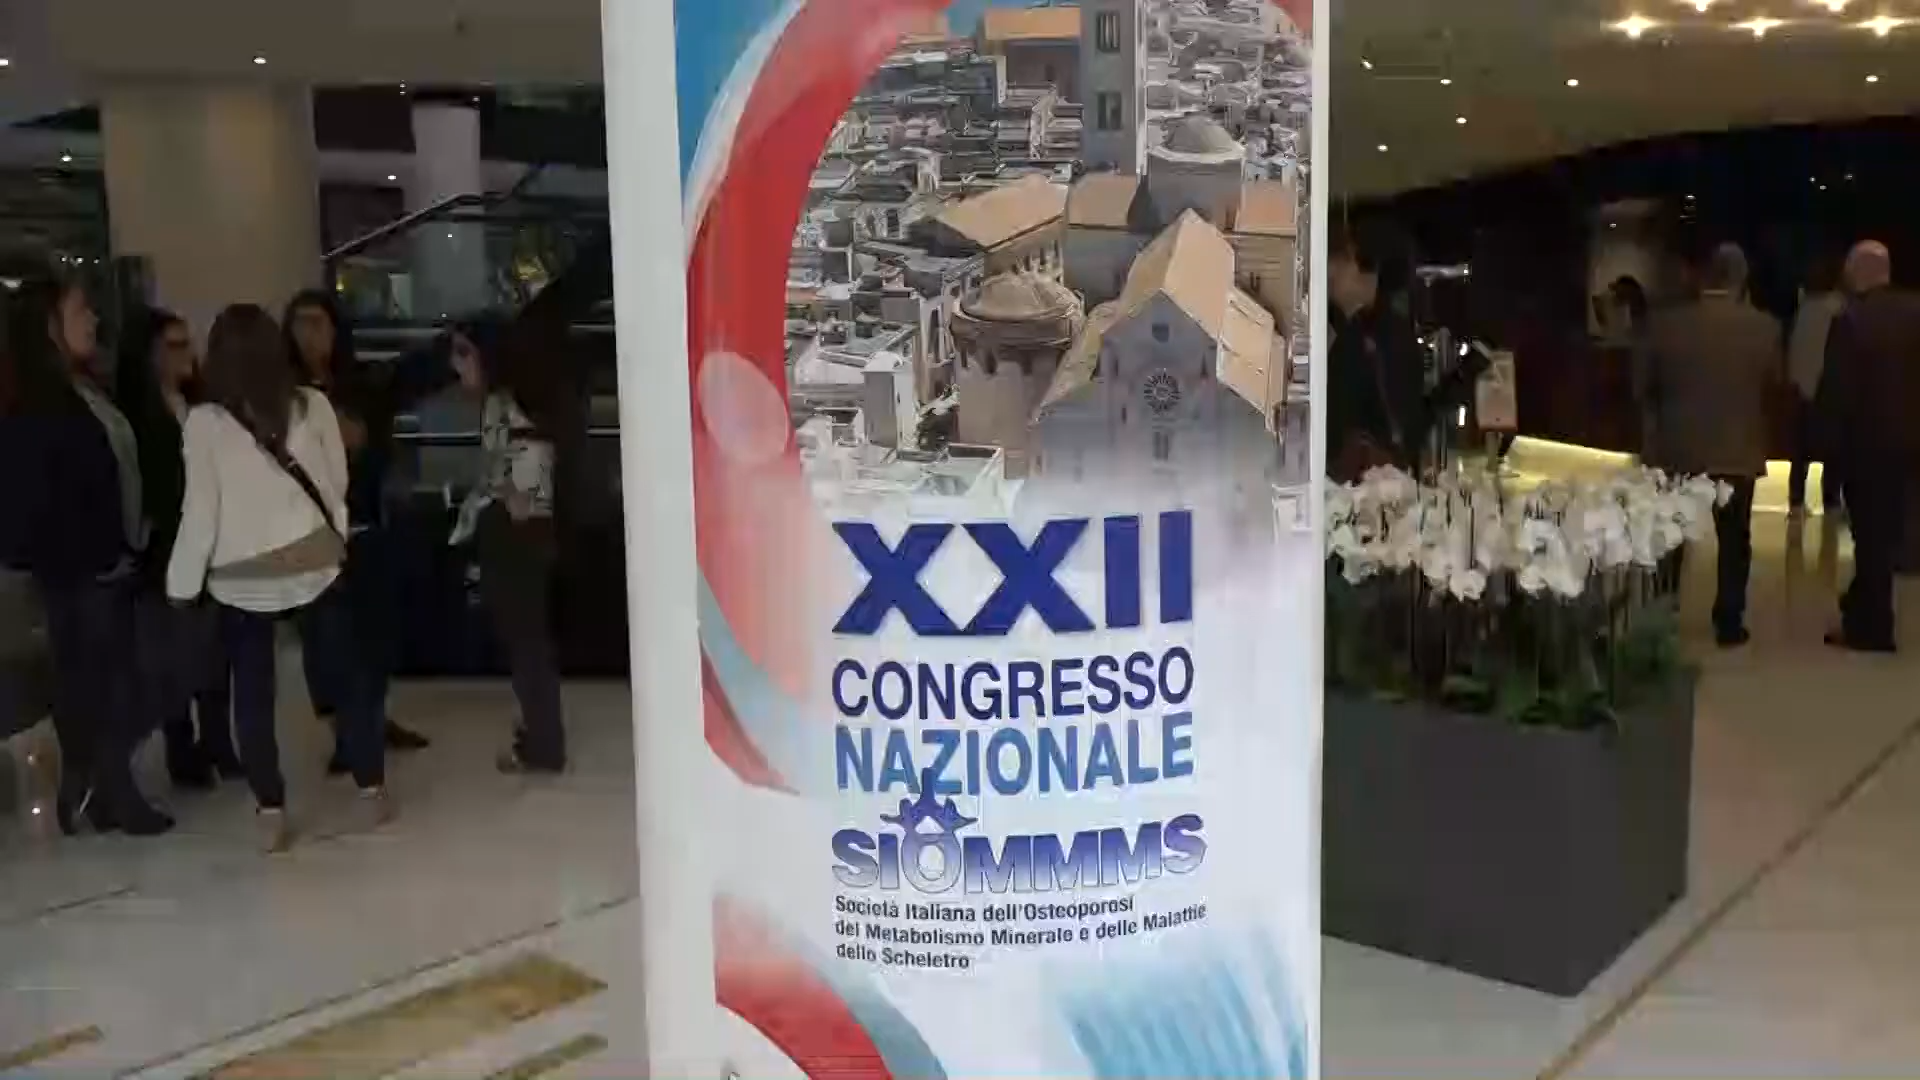 XXII
CONGRESSO
NAZIONALE
SIOMMMS
Società Italiana dell'Osteoporosi
del Metabolismo Minerale e delle Malattie
dello Scheletro